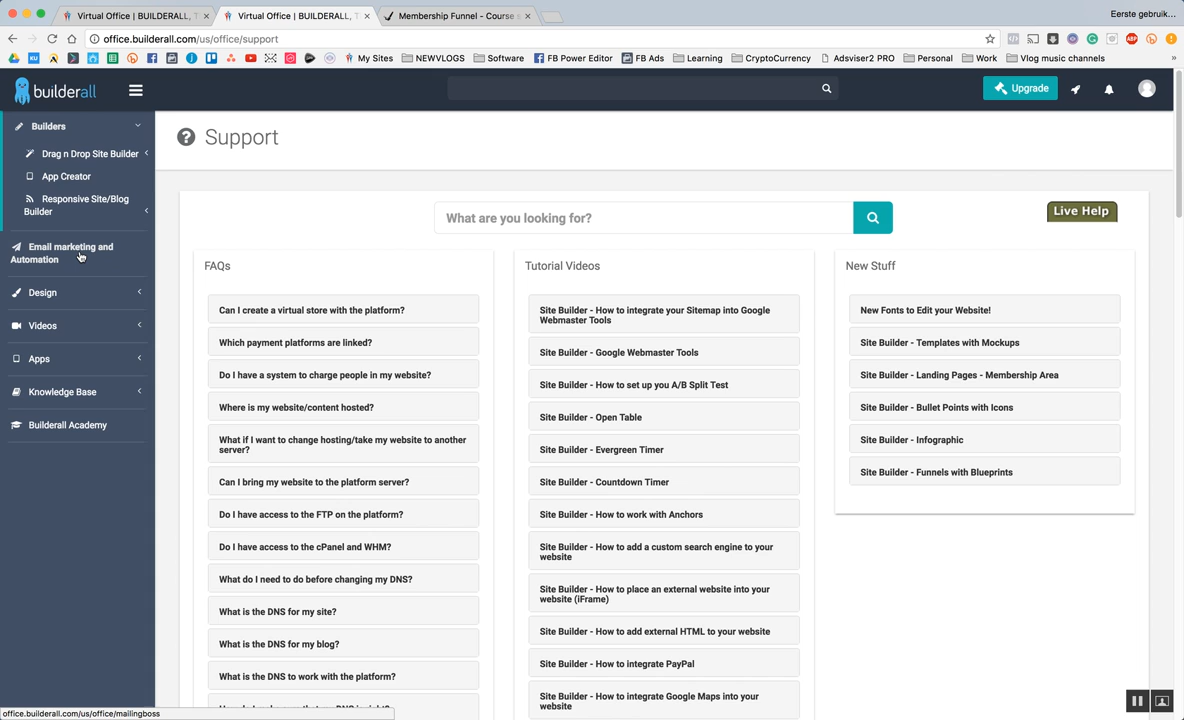 Virtual Office | BUILDERALL, T
Virtual Office | BUILDERALL, T
Membership Funnel - Course s
Eerste gebruik...
office.builderall.com/us/office/support
My Sites
NEWVLOGS
Software
FB Power Editor
FB Ads
Learning
CryptoCurrency
Adsviser2 PRO
Personal
Work
Vlog music channels
builderall
Upgrade
Builders
Drag n Drop Site Builder
App Creator
Responsive Site/Blog
Builder
Email marketing and
Automation
Design
Videos
Apps
Knowledge Base
Builderall Academy
Support
What are you looking for?
Live Help
FAQs
Can I create a virtual store with the platform?
Which payment platforms are linked?
Do I have a system to charge people in my website?
Where is my website/content hosted?
What if I want to change hosting/take my website to another
server?
Can I bring my website to the platform server?
Do I have access to the FTP on the platform?
Do I have access to the cPanel and WHM?
What do I need to do before changing my DNS?
What is the DNS for my site?
What is the DNS for my blog?
What is the DNS to work with the platform?
Tutorial Videos
Site Builder - How to integrate your Sitemap into Google
Webmaster Tools
Site Builder - Google Webmaster Tools
Site Builder - How to set up you A/B Split Test
Site Builder - Open Table
Site Builder - Evergreen Timer
Site Builder - Countdown Timer
Site Builder - How to work with Anchors
Site Builder - How to add a custom search engine to your
website
Site Builder - How to place an external website into your
website (iFrame)
Site Builder - How to add external HTML to your website
Site Builder - How to integrate PayPal
Site Builder - How to integrate Google Maps into your
website
New Stuff
New Fonts to Edit your Website!
Site Builder - Templates with Mockups
Site Builder - Landing Pages - Membership Area
Site Builder - Bullet Points with Icons
Site Builder - Infographic
Site Builder - Funnels with Blueprints
office.builderall.com/us/office/mailingboss